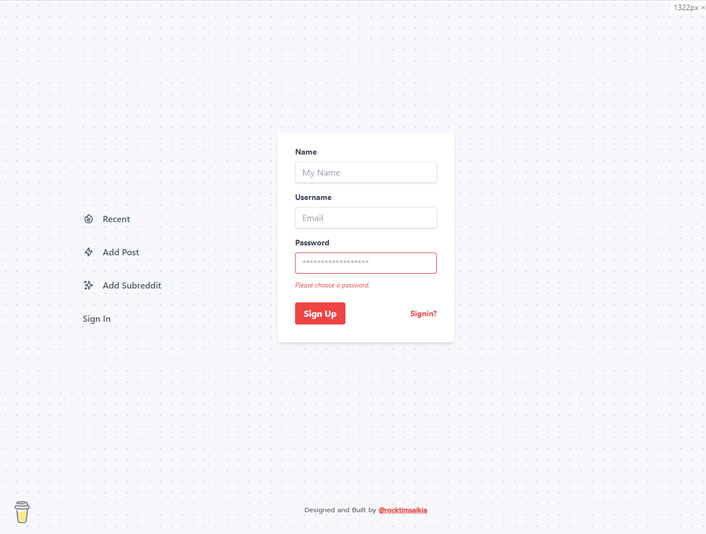 1322px ×
Name
My Name
Username
Email
Password
******************
Please choose a password.
Sign Up
Signin?
Recent
Add Post
Add Subreddit
Sign In
Designed and Built by @rocktimsaikia